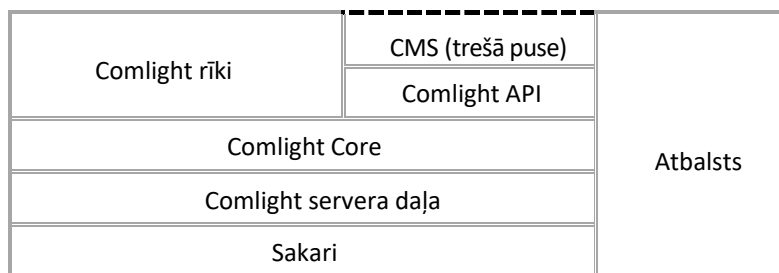 Comlight rīki
CMS (trešā puse)
Comlight API
Comlight Core
Comlight servera daļa
Sakari
Atbalsts